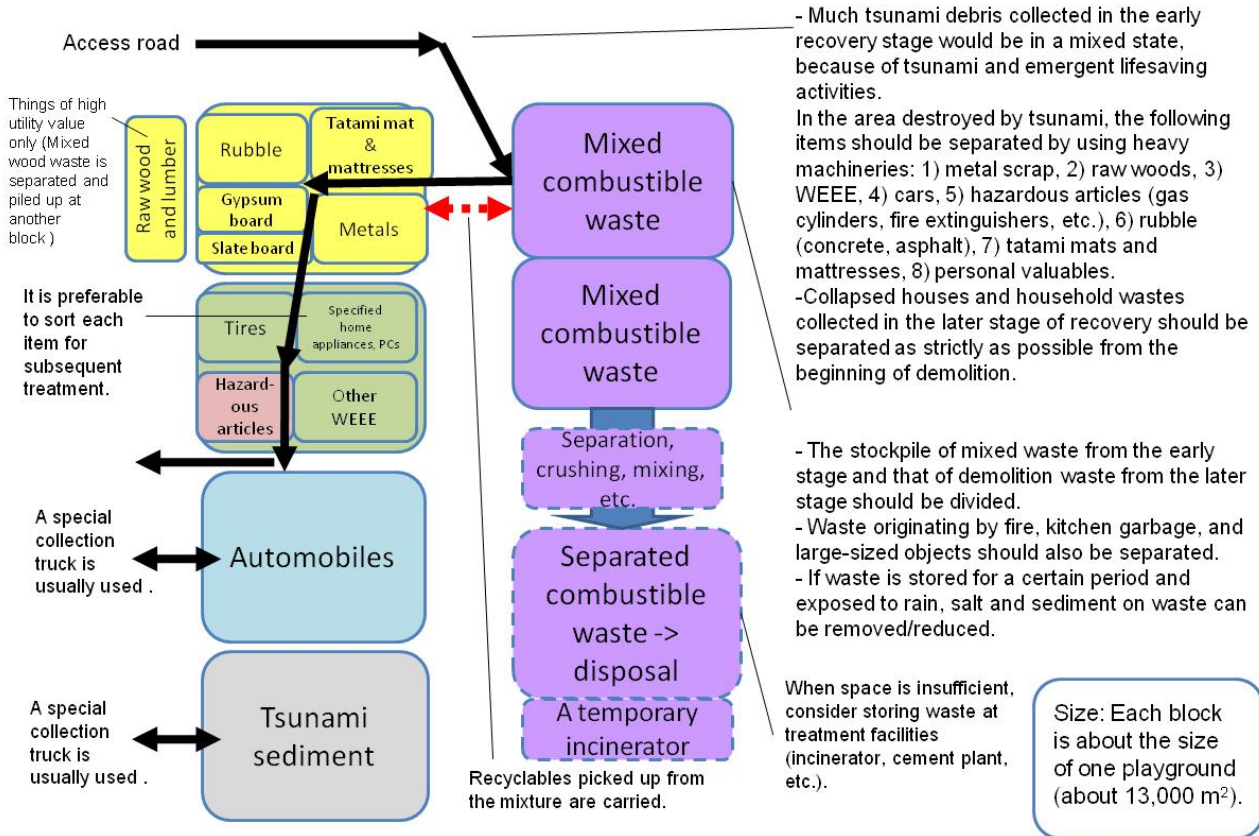 Access road
Things of high
utility value
only (Mixed
wood waste is
separated and
piled up at
another
block )
Raw wood
and lumber
Rubble
Tatami mat
&
mattresses
Gypsum
board
Slate board
Metals
It is preferable
to sort each
item for
subsequent
treatment.
Tires
Specified
home
appliances, PCs
Hazard-
ous
articles
Other
WEEE
A special
collection
truck is
usually used .
Automobiles
A special
collection
truck is
usually used .
Tsunami
sediment
Mixed
combustible
waste
Mixed
combustible
waste
Separation,
crushing, mixing,
etc.
Separated
combustible
waste ->
disposal
A temporary
incinerator
Recyclables picked up from
the mixture are carried.
- Much tsunami debris collected in the early
recovery stage would be in a mixed state,
because of tsunami and emergent lifesaving
activities.
In the area destroyed by tsunami, the following
items should be separated by using heavy
machineries: 1) metal scrap, 2) raw woods, 3)
WEEE, 4) cars, 5) hazardous articles (gas
cylinders, fire extinguishers, etc.), 6) rubble
(concrete, asphalt), 7) tatami mats and
mattresses, 8) personal valuables.
-Collapsed houses and household wastes
collected in the later stage of recovery should be
separated as strictly as possible from the
beginning of demolition.
- The stockpile of mixed waste from the early
stage and that of demolition waste from the later
stage should be divided.
- Waste originating by fire, kitchen garbage, and
large-sized objects should also be separated.
- If waste is stored for a certain period and
exposed to rain, salt and sediment on waste can
be removed/reduced.
When space is insufficient,
consider storing waste at
treatment facilities
(incinerator, cement plant,
etc.).
Size: Each block
is about the size
of one playground
(about 13,000 m²).